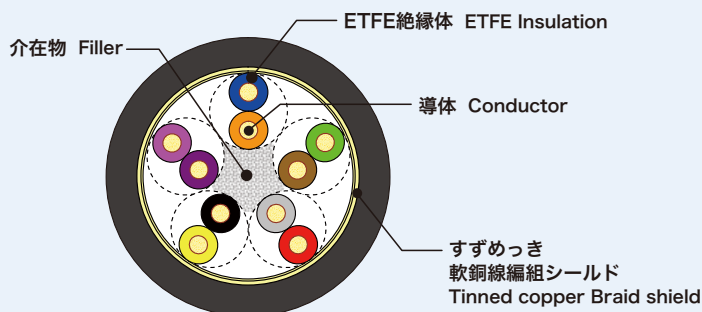 ETFE絶縁体 ETFE Insulation
介在物 Filler
導体 Conductor
すずめっき
軟銅線編組シールド
Tinned copper Braid shield